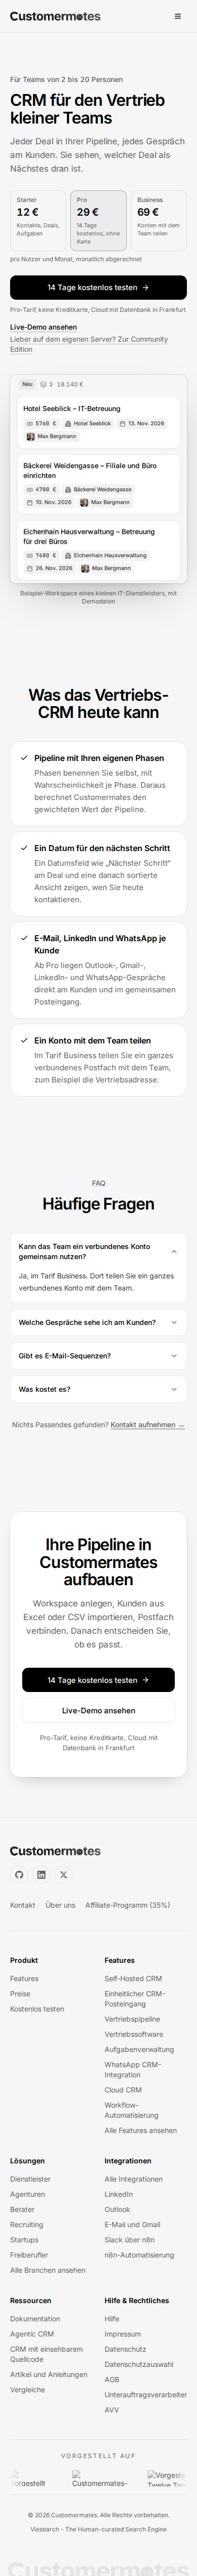 Customermates
Für Teams von 2 bis 20 Personen
CRM für den Vertrieb
kleiner Teams
Jeder Deal in Ihrer Pipeline, jedes Gespräch
am Kunden. Sie sehen, welcher Deal als
Nächstes dran ist.
Starter
12 €
Kontakte, Deals,
Aufgaben
Pro
29 €
14 Tage
kostenlos, ohne
Karte
Business
69 €
Konten mit dem
Team teilen
pro Nutzer und Monat, monatlich abgerechnet
14 Tage kostenlos testen →
Pro-Tarif, keine Kreditkarte, Cloud mit Datenbank in Frankfurt
Live-Demo ansehen
Lieber auf dem eigenen Server? Zur Community
Edition
Neu 3 18.140 €
Hotel Seeblick – IT-Betreuung
5760 € Hotel Seeblick 13. Nov. 2026
Max Bergmann
Bäckerei Weidengasse – Filiale und Büro
einrichten
4780 € Bäckerei Weidengasse
10. Nov. 2026 Max Bergmann
Eichenhain Hausverwaltung – Betreuung
für drei Büros
7600 € Eichenhain Hausverwaltung
26. Nov. 2026 Max Bergmann
Beispiel-Workspace eines kleinen IT-Dienstleisters, mit
Demodaten
Was das Vertriebs-
CRM heute kann
Pipeline mit Ihren eigenen Phasen
Phasen benennen Sie selbst, mit
Wahrscheinlichkeit je Phase. Daraus
berechnet Customermates den
gewichteten Wert der Pipeline.
Ein Datum für den nächsten Schritt
Ein Datumsfeld wie „Nächster Schritt“
am Deal und eine danach sortierte
Ansicht zeigen, wen Sie heute
kontaktieren.
E-Mail, LinkedIn und WhatsApp je
Kunde
Ab Pro liegen Outlook-, Gmail-,
LinkedIn- und WhatsApp-Gespräche
direkt am Kunden und im gemeinsamen
Posteingang.
Ein Konto mit dem Team teilen
Im Tarif Business teilen Sie ein ganzes
verbundenes Postfach mit dem Team,
zum Beispiel die Vertriebsadresse.
FAQ
Häufige Fragen
Kann das Team ein verbundenes Konto
gemeinsam nutzen?
Ja, im Tarif Business. Dort teilen Sie ein ganzes
verbundenes Konto mit dem Team.
Welche Gespräche sehe ich am Kunden?
Gibt es E-Mail-Sequenzen?
Was kostet es?
Nichts Passendes gefunden? Kontakt aufnehmen →
Ihre Pipeline in
Customermates
aufbauen
Workspace anlegen, Kunden aus
Excel oder CSV importieren, Postfach
verbinden. Danach entscheiden Sie,
ob es passt.
14 Tage kostenlos testen →
Live-Demo ansehen
Pro-Tarif, keine Kreditkarte, Cloud mit
Datenbank in Frankfurt
Customermates
Kontakt Über uns Affiliate-Programm (35%)
Produkt
Features
Preise
Kostenlos testen
Features
Self-Hosted CRM
Einheitlicher CRM-
Posteingang
Vertriebspipeline
Vertriebssoftware
Aufgabenverwaltung
WhatsApp CRM-
Integration
Cloud CRM
Workflow-
Automatisierung
Alle Features ansehen
Lösungen
Dienstleister
Agenturen
Berater
Recruiting
Startups
Freiberufler
Alle Branchen ansehen
Integrationen
Alle Integrationen
LinkedIn
Outlook
E-Mail und Gmail
Slack über n8n
n8n-Automatisierung
Ressourcen
Dokumentation
Agentic CRM
CRM mit einsehbarem
Quellcode
Artikel und Anleitungen
Vergleiche
Hilfe & Rechtliches
Hilfe
Impressum
Datenschutz
Datenschutzauswahl
AGB
Unterauftragsverarbeiter
AVV
VORGESTELLT AUF
Customermates-
© 2026 Customermates. Alle Rechte vorbehalten.
Viesearch - The Human-curated Search Engine
Customermates